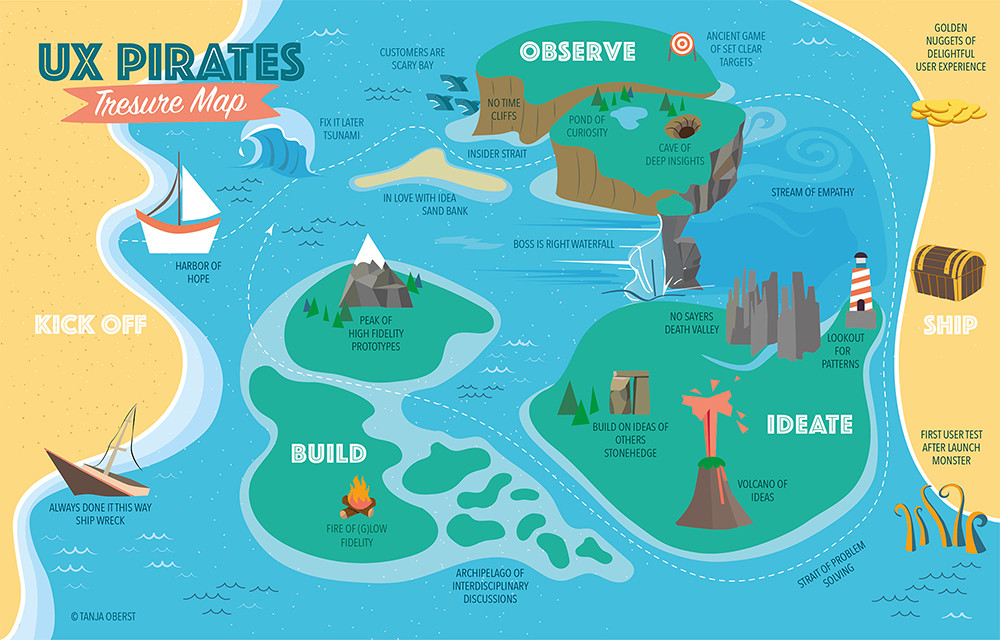 UX PIRATES
Tresure Map
CUSTOMERS ARE
SCARY BAY
OBSERVE
ANCIENT GAME
OF SET CLEAR
TARGETS
GOLDEN
NUGGETS OF
DELIGHTFUL
USER EXPERIENCE
FIX IT LATER
TSUNAMI
NO TIME
CLIFFS
POND OF
CURIOSITY
CAVE OF
DEEP INSIGHTS
INSIDER STRAIT
IN LOVE WITH IDEA
SAND BANK
STREAM OF EMPATHY
BOSS IS RIGHT WATERFALL
HARBOR OF
HOPE
KICK OFF
PEAK OF
HIGH FIDELITY
PROTOTYPES
NO SAYERS
DEATH VALLEY
LOOKOUT
FOR
PATTERNS
SHIP
BUILD ON IDEAS OF
OTHERS
STONEHEDGE
IDEATE
VOLCANO OF
IDEAS
FIRST USER TEST
AFTER LAUNCH
MONSTER
BUILD
FIRE OF (G)LOW
FIDELITY
ALWAYS DONE IT THIS WAY
SHIP WRECK
ARCHIPELAGO OF
INTERDISCIPLINARY
DISCUSSIONS
STRAIT OF PROBLEM
SOLVING
© TANJA OBERST